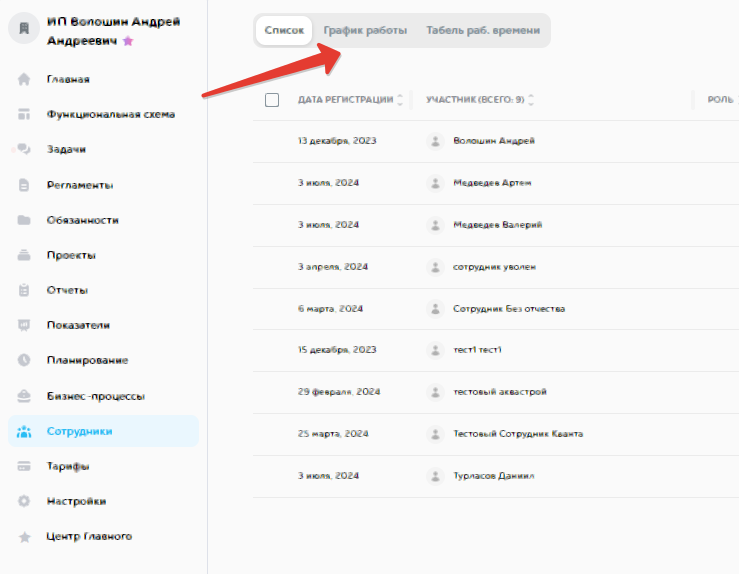 ИП Волошин Андрей
Андреевич
Главная
Функциональная схема
Задачи
Регламенты
Обязанности
Проекты
Отчеты
Показатели
Планирование
Бизнес-процессы
Сотрудники
Тарифы
Настройки
Центр Главного
Список График работы Табель раб. времени
ДАТА РЕГИСТРАЦИИ УЧАСТНИК (ВСЕГО: 9) РОЛЬ
13 декабря, 2023 Волошин Андрей
3 июля, 2024 Медведев Артем
3 июля, 2024 Медведев Валерий
3 апреля, 2024 сотрудник уволен
6 марта, 2024 Сотрудник Без отчества
15 декабря, 2023 тест1 тест1
29 февраля, 2024 тестовый аквастрой
25 марта, 2024 Тестовый Сотрудник Кванта
3 июля, 2024 Турласов Даниил